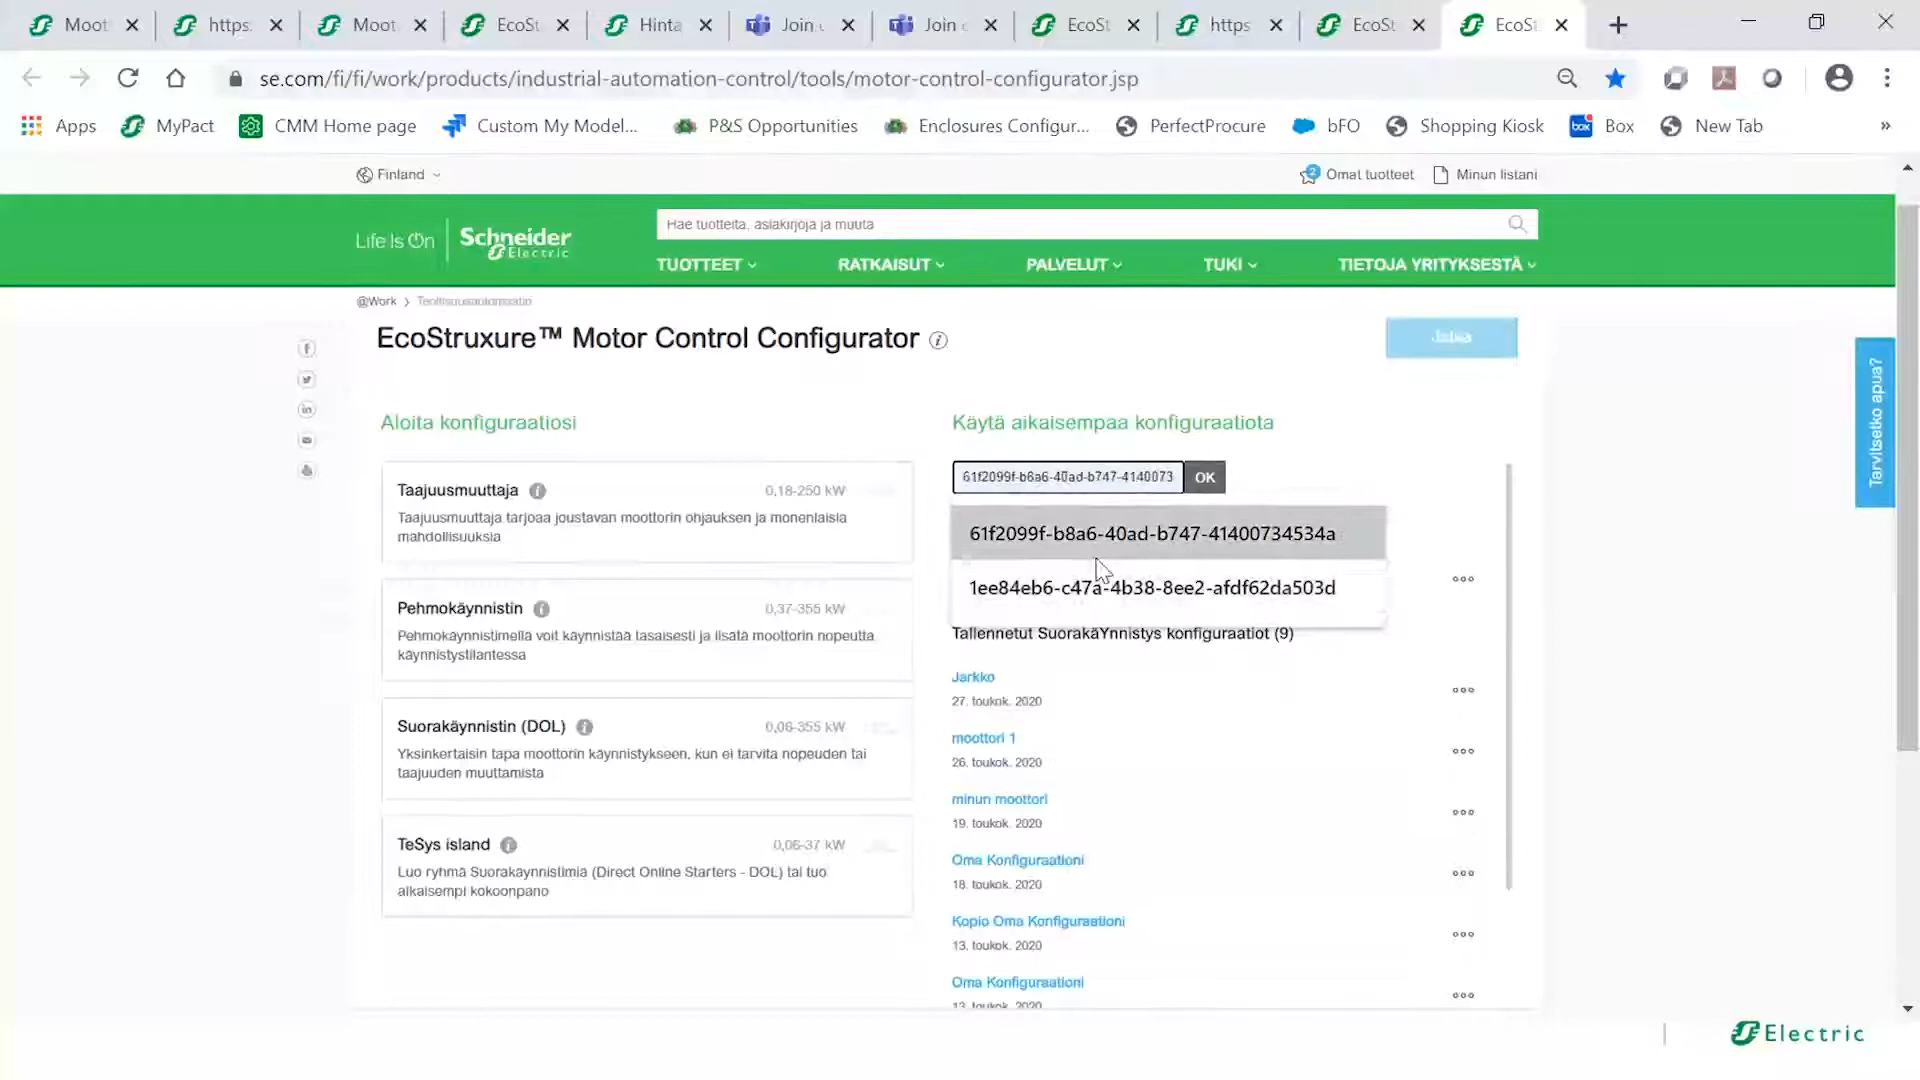 Moot
https:
Moot
EcoSt
Hinta
Join
Join
EcoSt
https
EcoSt
EcoSt
se.com/fi/fi/work/products/industrial-automation-control/tools/motor-control-configurator.jsp
Apps
MyPact
CMM Home page
Custom My Model...
P&S Opportunities
Enclosures Configur...
PerfectProcure
bFO
Shopping Kiosk
box
Box
New Tab
»
Finland
2
Omat tuotteet
Minun listani
Life Is On
Schneider
Electric
Hae tuotteita, asiakirjoja ja muuta
TUOTTEET
RATKAISUT
PALVELUT
TUKI
TIETOJA YRITYKSESTÄ
@Work
Teollisuusautomaatio
EcoStruxure™ Motor Control Configurator
Jatka
Tarvitsetko apua?
Aloita konfiguraatiosi
Taajuusmuuttaja
0,18-250 kW
Taajuusmuuttaja tarjoaa joustavan moottorin ohjauksen ja monenlaisia
mahdollisuuksia
Pehmokäynnistin
0,37-355 kW
Pehmokäynnistimellä voit käynnistää tasaisesti ja lisätä moottorin nopeutta
käynnistystilanteessa
Suorakäynnistin (DOL)
0,06-355 kW
Yksinkertaisin tapa moottorin käynnistykseen, kun ei tarvita nopeuden tai
taajuuden muuttamista
TeSys island
0,06-37 kW
Luo ryhmä Suorakäynnistimiä (Direct Online Starters - DOL) tai tuo
aikaisempi kokoonpano
Käytä aikaisempaa konfiguraatiota
61f2099f-b8a6-40ad-b747-4140073
OK
61f2099f-b8a6-40ad-b747-41400734534a
1ee84eb6-c47a-4b38-8ee2-afdf62da503d
Tallennetut SuorakäYnnistys konfiguraatiot (9)
Jarkko
27. toukok. 2020
moottori 1
26. toukok. 2020
minun moottori
19. toukok. 2020
Oma Konfiguraationi
18. toukok. 2020
Kopio Oma Konfiguraationi
13. toukok. 2020
Oma Konfiguraationi
13. toukok. 2020
Electric